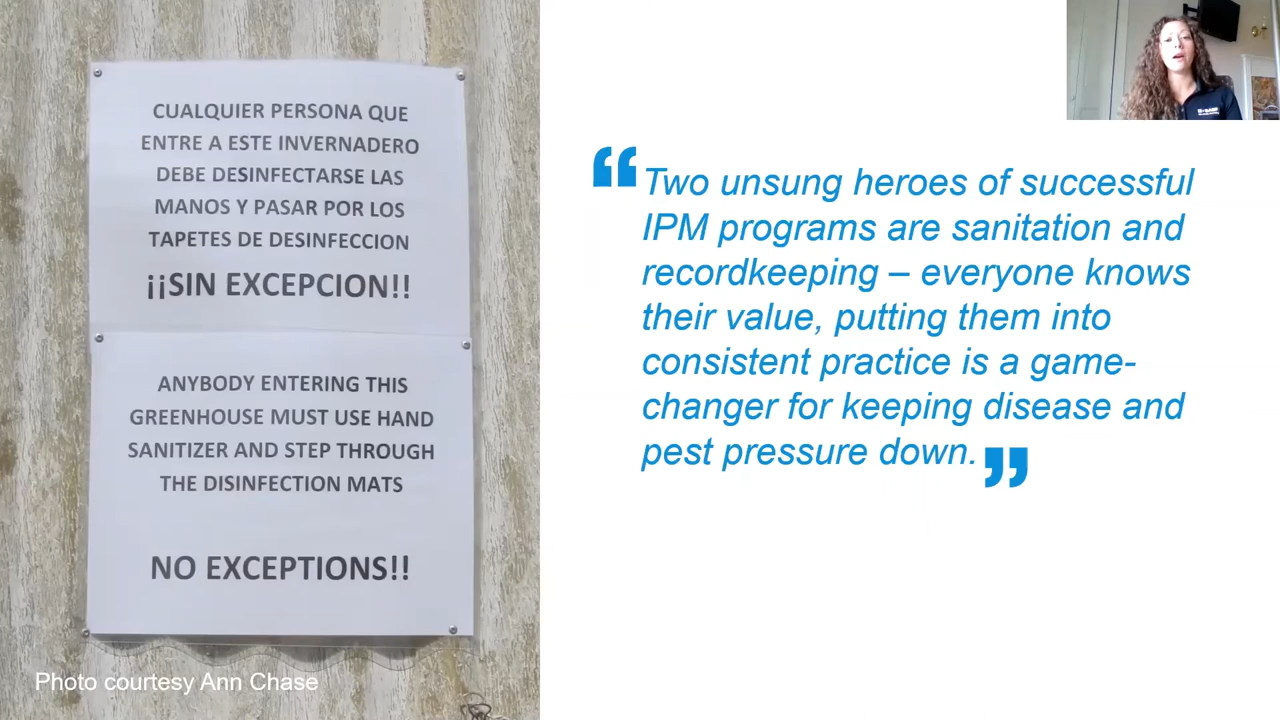 CUALQUIER PERSONA QUE
ENTRE A ESTE INVERNADERO
DEBE DESINFECTARSE LAS
MANOS Y PASAR POR LOS
TAPETES DE DESINFECCION
¡¡SIN EXCEPCION!!
ANYBODY ENTERING THIS
GREENHOUSE MUST USE HAND
SANITIZER AND STEP THROUGH
THE DISINFECTION MATS
NO EXCEPTIONS!!
Photo courtesy Ann Chase
“Two unsung heroes of successful
IPM programs are sanitation and
recordkeeping – everyone knows
their value, putting them into
consistent practice is a game-
changer for keeping disease and
pest pressure down.”